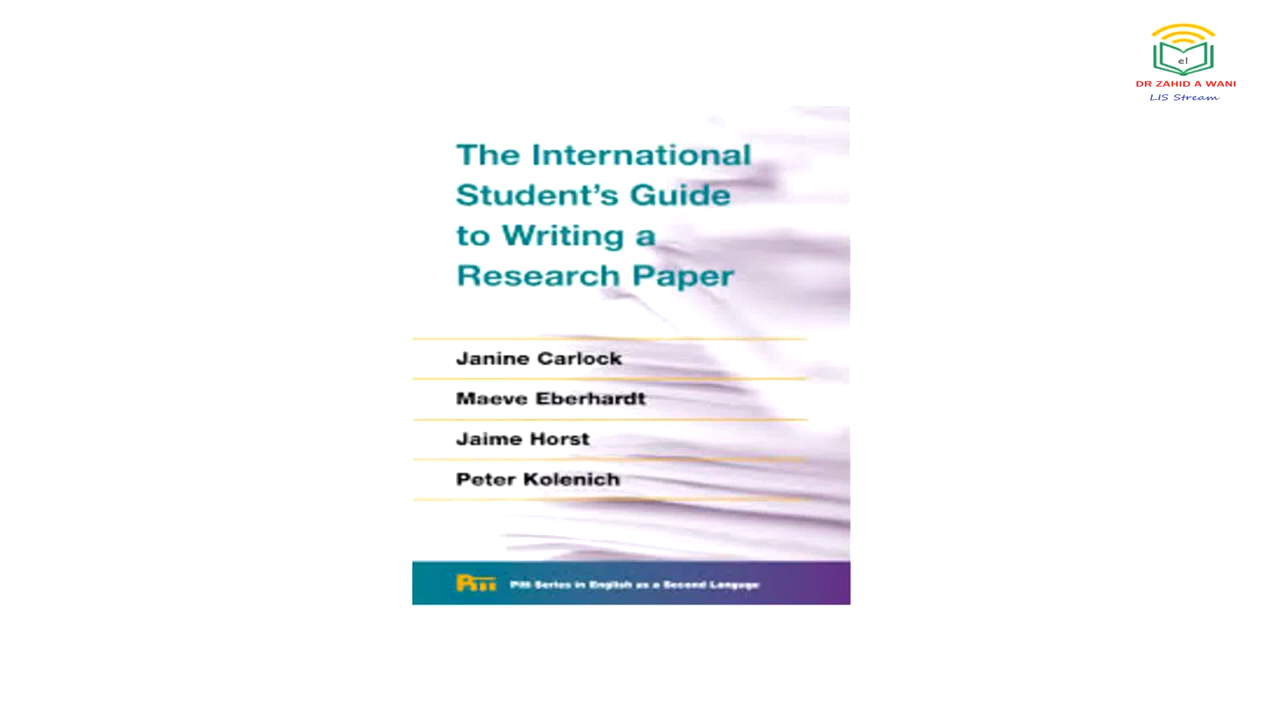 el
DR ZAHID A WANI
LIS Stream
The International
Student's Guide
to Writing a
Research Paper
Janine Carlock
Maeve Eberhardt
Jaime Horst
Peter Kolenich
Pitt Series in English as a Second Language